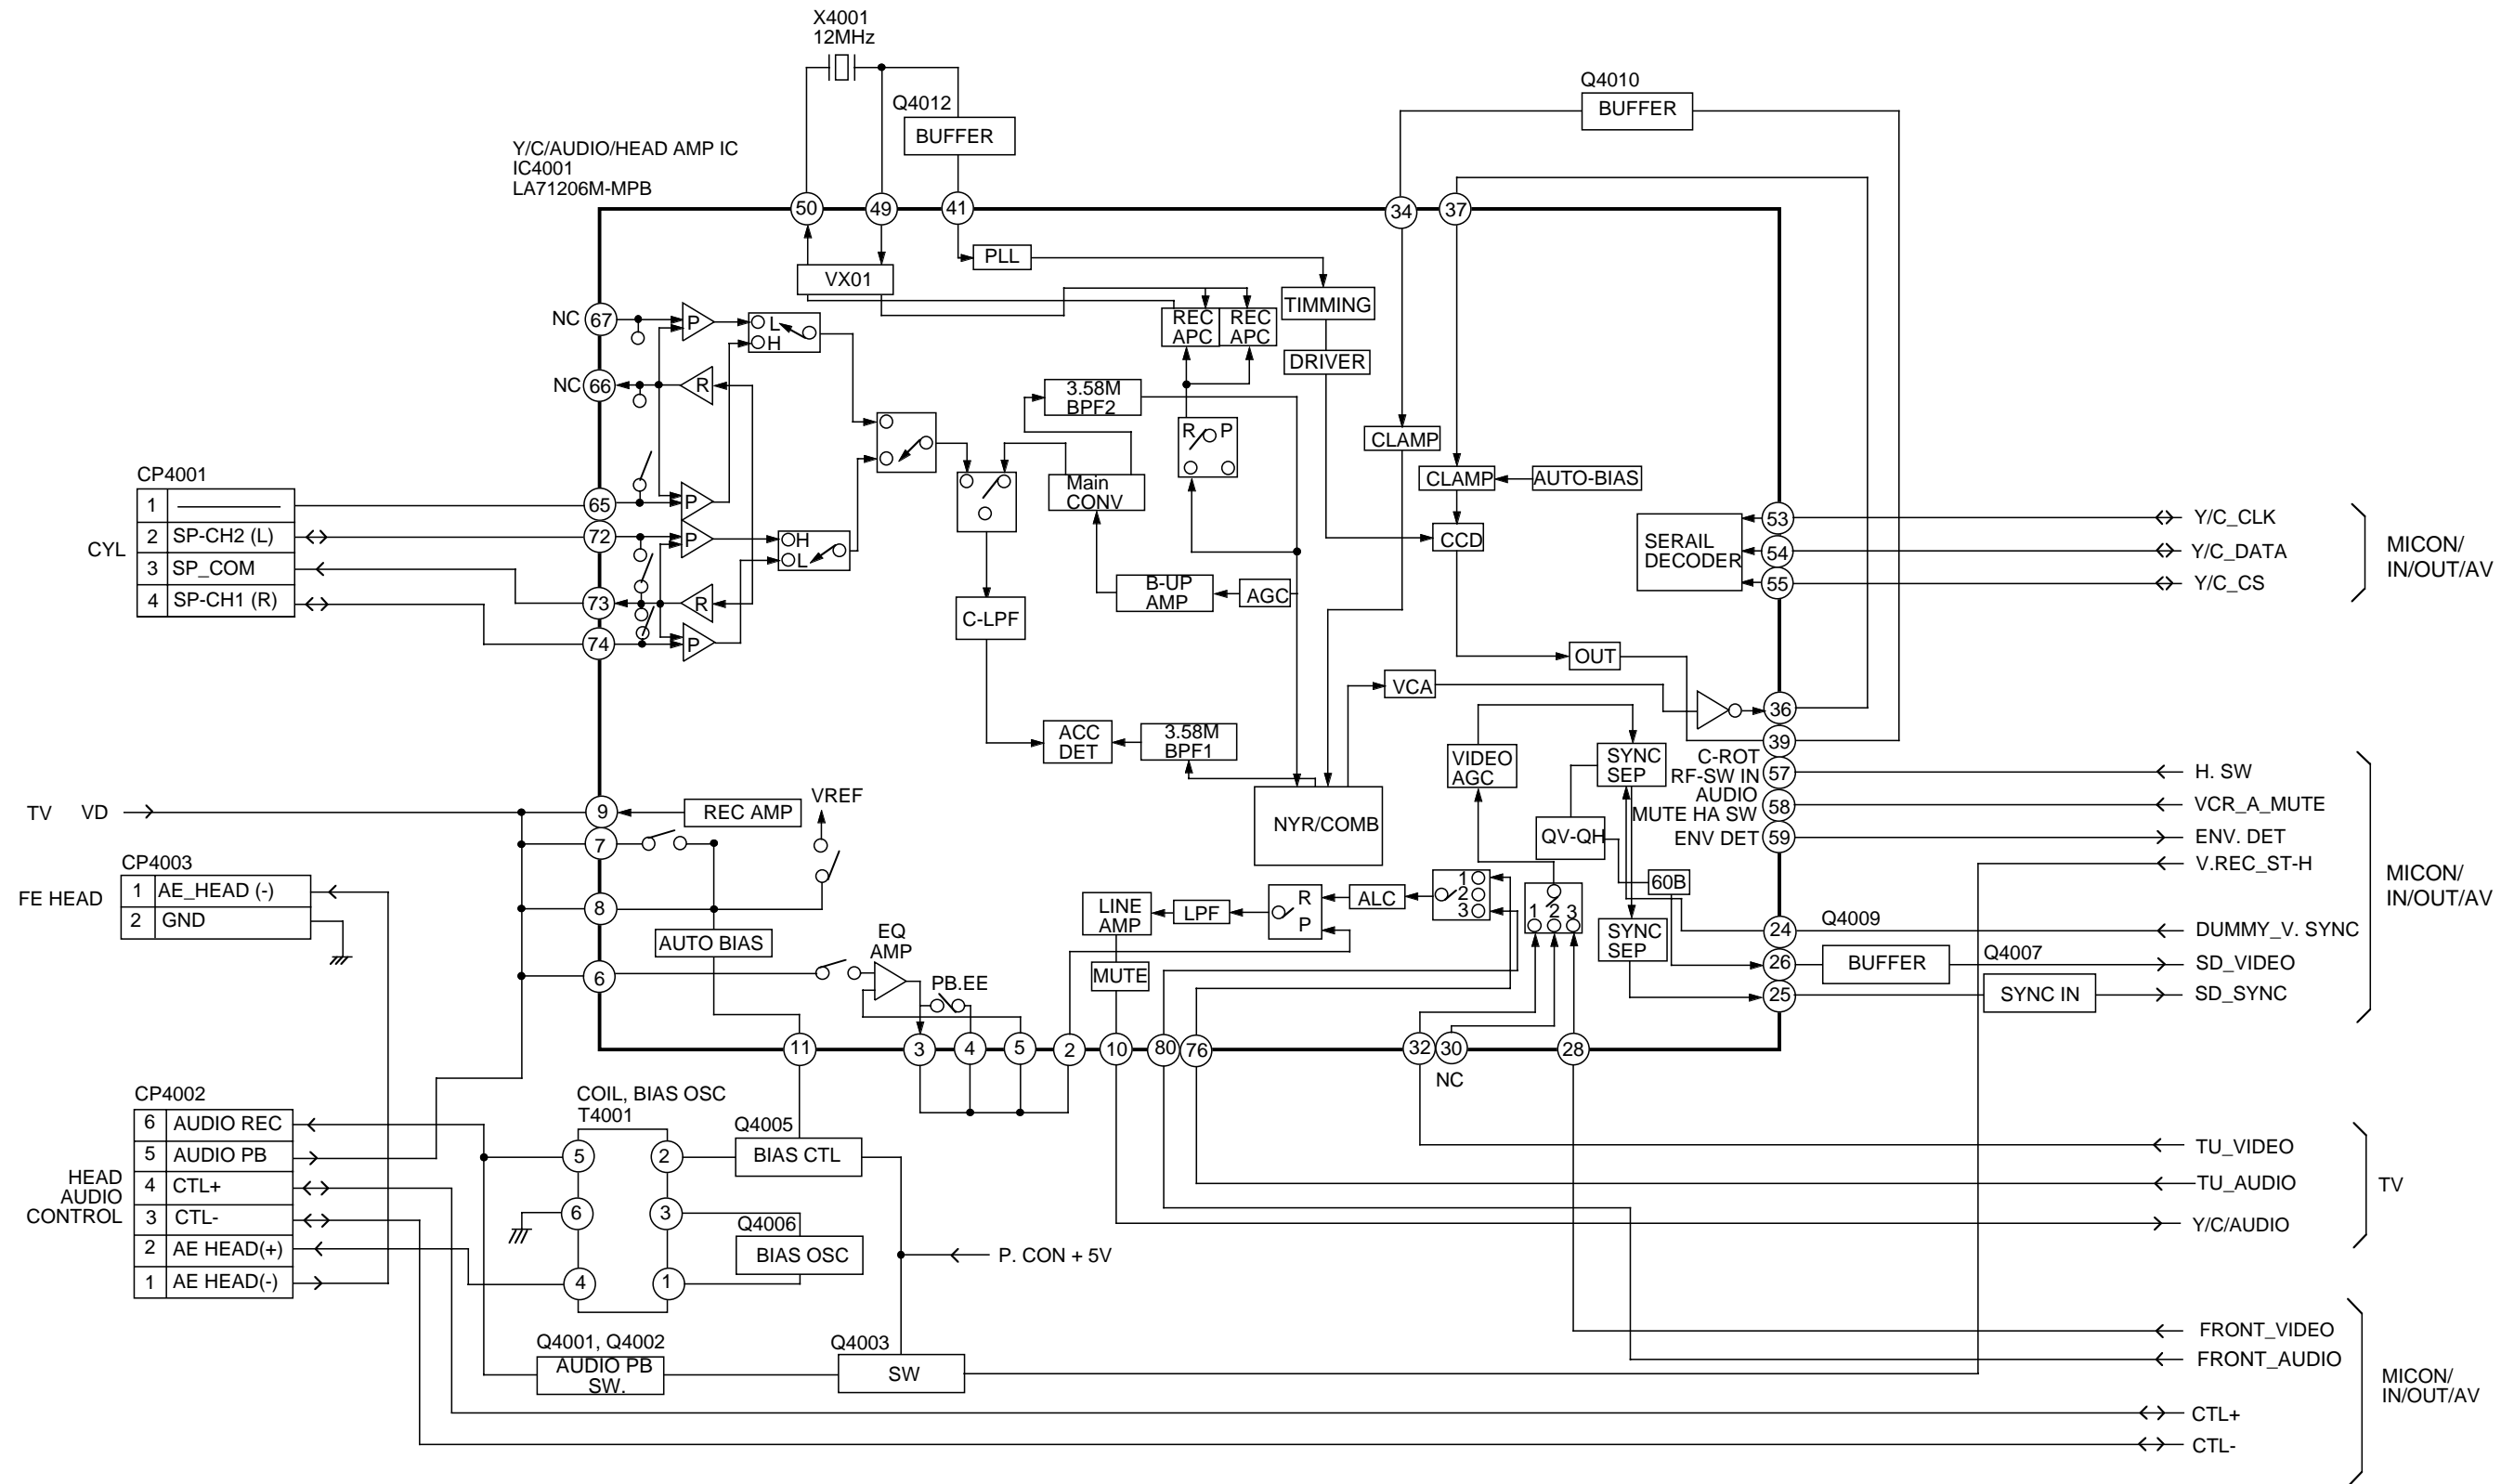 X4001
12MHz
Q4012
BUFFER
Q4010
BUFFER
Y/C/AUDIO/HEAD AMP IC
IC4001
LA71206M-MPB
50
49
41
34
37
PLL
VX01
TIMMING
REC
APC
REC
APC
DRIVER
NC
67
P
L
H
NC
66
R
3.58M
BPF2
R
P
CLAMP
CLAMP
AUTO-BIAS
Main
CONV
CCD
CP4001
CYL
1
2
SP-CH2 (L)
3
SP_COM
4
SP-CH1 (R)
65
P
72
P
H
L
73
R
74
P
C-LPF
B-UP
AMP
AGC
SERAIL
DECODER
53
Y/C_CLK
54
Y/C_DATA
55
Y/C_CS
MICON/
IN/OUT/AV
OUT
VCA
36
39
ACC
DET
3.58M
BPF1
VIDEO
AGC
SYNC
SEP
C-ROT
RF-SW IN
57
H. SW
AUDIO
MUTE HA SW
58
VCR_A_MUTE
ENV DET
59
ENV. DET
V.REC_ST-H
MICON/
IN/OUT/AV
TV
VD
9
REC AMP
VREF
7
8
AUTO BIAS
6
NYR/COMB
QV-QH
60B
CP4003
FE HEAD
1
AE_HEAD (-)
2
GND
EQ
AMP
PB.EE
LINE
AMP
LPF
R
P
ALC
1
2
3
1
2
3
MUTE
SYNC
SEP
24
Q4009
DUMMY_V. SYNC
26
BUFFER
Q4007
SD_VIDEO
25
SYNC IN
SD_SYNC
11
3
4
5
2
10
80
76
32
30
28
NC
CP4002
HEAD
AUDIO
CONTROL
6
AUDIO REC
5
AUDIO PB
4
CTL+
3
CTL-
2
AE HEAD(+)
1
AE HEAD(-)
COIL, BIAS OSC
T4001
5
2
6
3
4
1
Q4005
BIAS CTL
Q4006
BIAS OSC
P. CON + 5V
TU_VIDEO
TU_AUDIO
Y/C/AUDIO
TV
Q4001, Q4002
AUDIO PB
SW.
Q4003
SW
FRONT_VIDEO
FRONT_AUDIO
CTL+
CTL-
MICON/
IN/OUT/AV